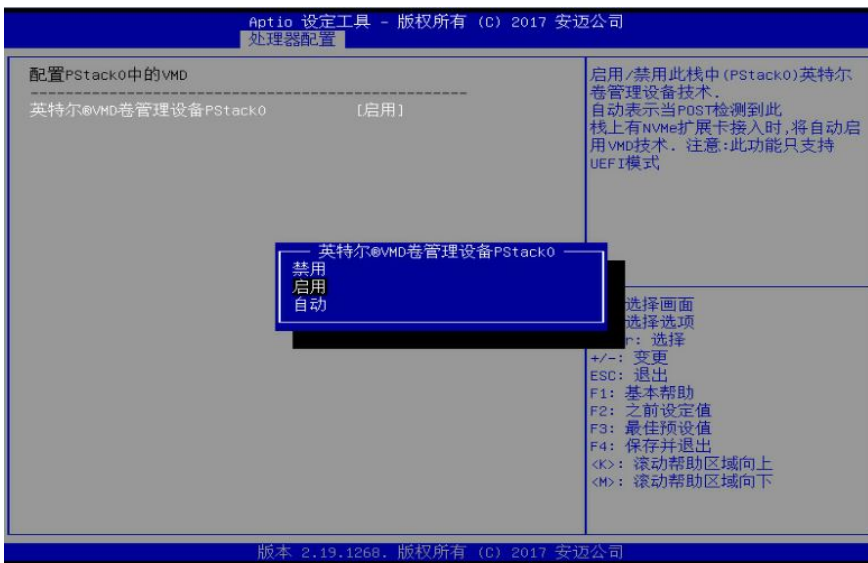 Aptio 设定工具 – 版权所有 (C) 2017 安迈公司
处理器配置
配置PStack0中的VMD
英特尔®VMD卷管理设备PStack0 [启用]
启用/禁用此栈中(PStack0)英特尔
卷管理设备技术.
自动表示当POST检测到此
栈上有NVMe扩展卡接入时,将自动启
用VMD技术. 注意:此功能只支持
UEFI模式
英特尔®VMD卷管理设备PStack0
禁用
启用
自动
选择画面
选择选项
r: 选择
+/-: 变更
ESC: 退出
F1: 基本帮助
F2: 之前设定值
F3: 最佳预设值
F4: 保存并退出
<K>: 滚动帮助区域向上
<M>: 滚动帮助区域向下
版本 2.19.1268. 版权所有 (C) 2017 安迈公司